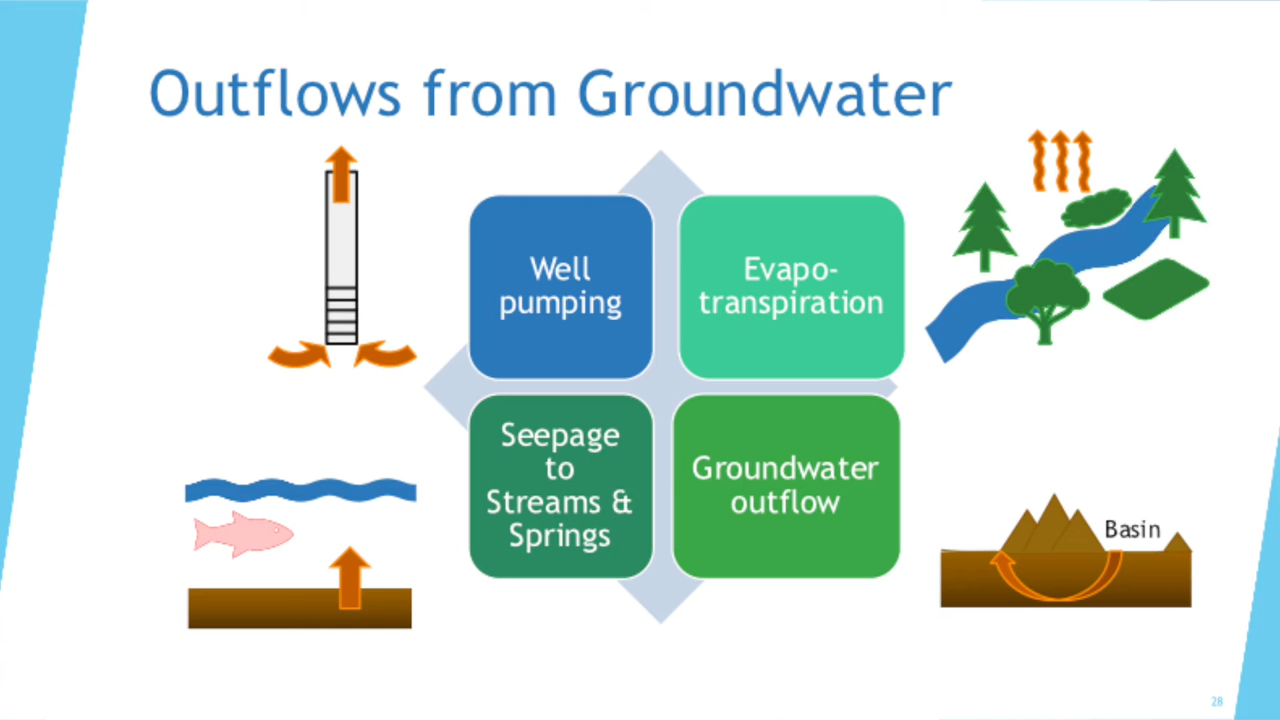 Outflows from Groundwater
Well
pumping
Evapo-
transpiration
Seepage
to
Streams &
Springs
Groundwater
outflow
Basin
28